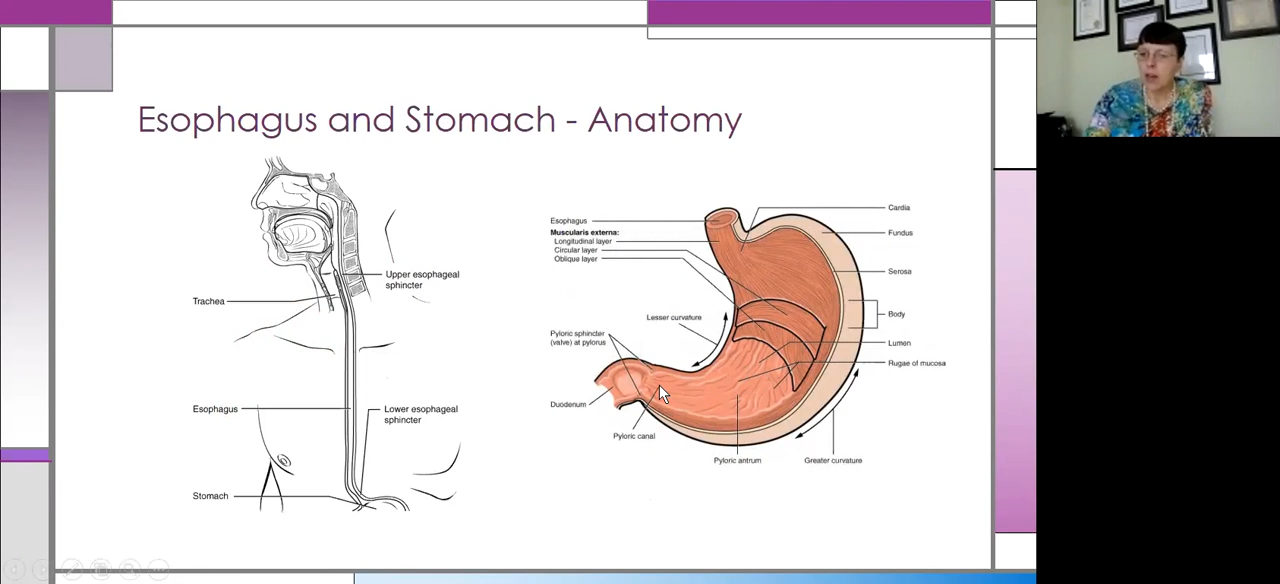 Esophagus and Stomach - Anatomy
Upper esophageal
sphincter
Trachea
Esophagus
Lower esophageal
sphincter
Stomach
Esophagus
Muscularis externa:
Longitudinal layer
Circular layer
Oblique layer
Cardia
Fundus
Serosa
Lesser curvature
Body
Pyloric sphincter
(valve) at pylorus
Lumen
Rugae of mucosa
Duodenum
Pyloric canal
Pyloric antrum
Greater curvature